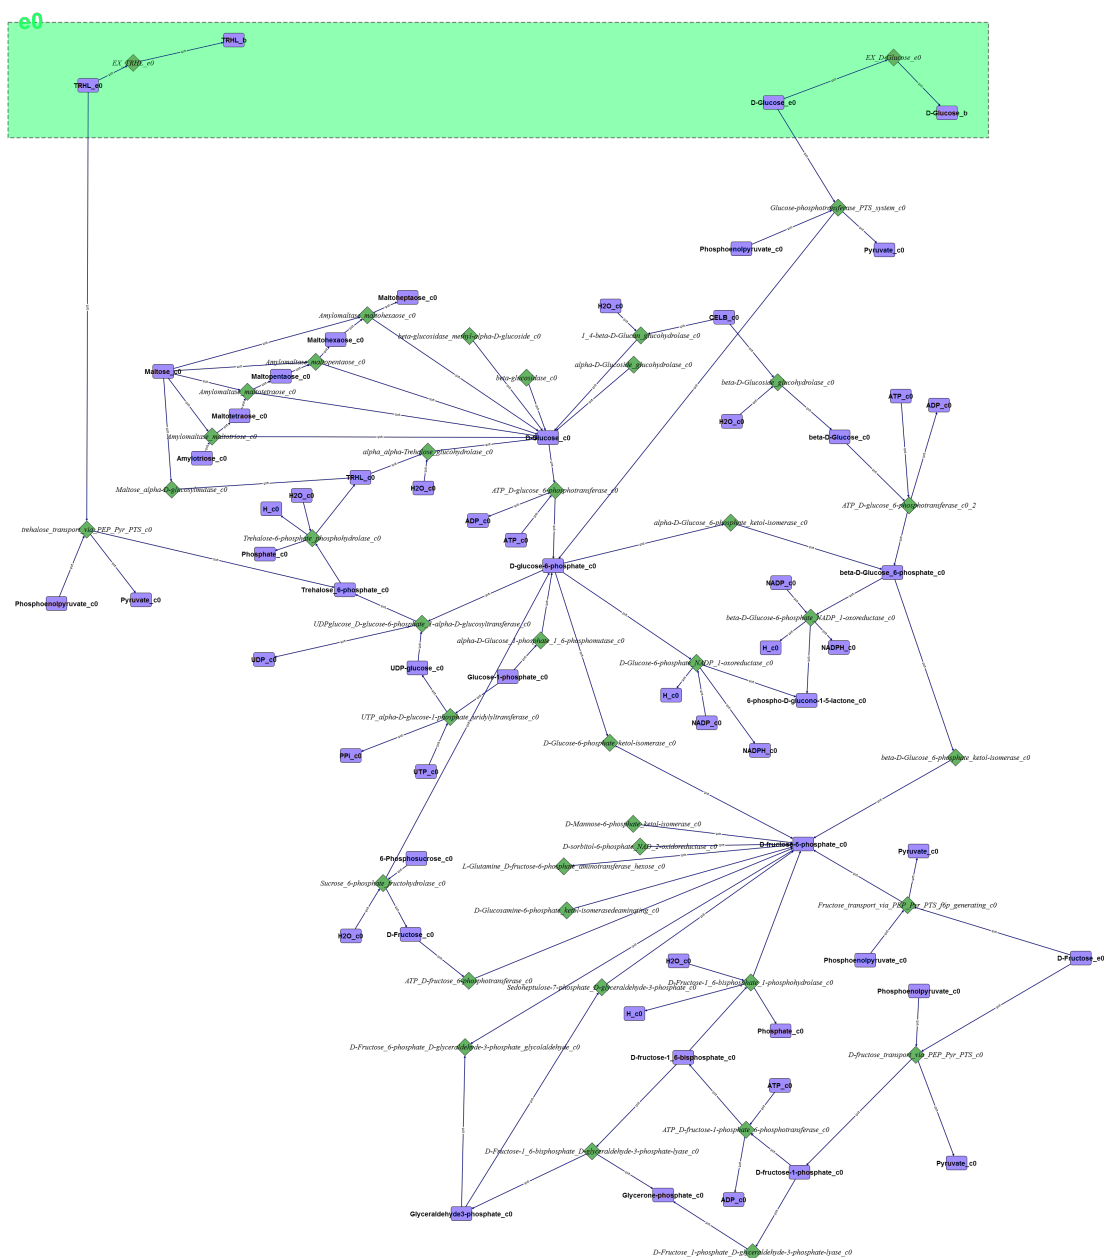 e0
TRHL_b
EX_TRHL_e0
EX_D-Glucose_e0
TRHL_e0
D-Glucose_e0
D-Glucose_b
Glucose-phosphotransferase_PTS_system_c0
Phosphoenolpyruvate_c0
Pyruvate_c0
Maltoheptaose_c0
H2O_c0
CELB_c0
Amylomaltase_maltohexaose_c0
beta-glucosidase_methyl-alpha-D-glucoside_c0
1_4-beta-D-Glucan_glucohydrolase_c0
Maltohexaose_c0
Amylomaltase_maltopentaose_c0
alpha-D-Glucoside_glucohydrolase_c0
Maltose_c0
Maltopentaose_c0
beta-glucosidase_c0
beta-D-Glucoside_glucohydrolase_c0
Amylomaltase_maltotetraose_c0
ATP_c0
ADP_c0
Maltotetraose_c0
H2O_c0
Amylomaltase_maltotriose_c0
D-Glucose_c0
beta-D-Glucose_c0
Amylotriose_c0
alpha_alpha-Trehalose_glucohydrolase_c0
TRHL_c0
Maltose_alpha-D-glucosylmutase_c0
H2O_c0
ATP_D-glucose_6-phosphotransferase_c0
H2O_c0
ATP_D-glucose_6-phosphotransferase_c0_2
H_c0
ADP_c0
alpha-D-Glucose_6-phosphate_ketol-isomerase_c0
trehalose_transport_via_PEP_Pyr_PTS_c0
Trehalose-6-phosphate_phosphohydrolase_c0
ATP_c0
Phosphate_c0
D-glucose-6-phosphate_c0
beta-D-Glucose_6-phosphate_c0
NADP_c0
Trehalose_6-phosphate_c0
Phosphoenolpyruvate_c0
Pyruvate_c0
beta-D-Glucose-6-phosphate_NADP_1-oxoreductase_c0
UDPglucose_D-glucose-6-phosphate_1-alpha-D-glucosyltransferase_c0
alpha-D-Glucose_1-phosphate_1_6-phosphomutase_c0
H_c0
NADPH_c0
UDP_c0
UDP-glucose_c0
D-Glucose-6-phosphate_NADP_1-oxoreductase_c0
Glucose-1-phosphate_c0
H_c0
6-phospho-D-glucono-1-5-lactone_c0
UTP_alpha-D-glucose-1-phosphate_uridylyltransferase_c0
NADP_c0
D-Glucose-6-phosphate_ketol-isomerase_c0
NADPH_c0
PPi_c0
beta-D-Glucose_6-phosphate_ketol-isomerase_c0
UTP_c0
D-Mannose-6-phosphate_ketol-isomerase_c0
D-sorbitol-6-phosphate_NAD_2-oxidoreductase_c0
D-fructose-6-phosphate_c0
Pyruvate_c0
6-Phosphosucrose_c0
L-Glutamine_D-fructose-6-phosphate_aminotransferase_hexose_c0
Sucrose_6-phosphate_fructohydrolase_c0
Fructose_transport_via_PEP_Pyr_PTS_f6p_generating_c0
D-Glucosamine-6-phosphate_ketol-isomerasedeaminating_c0
H2O_c0
D-Fructose_c0
Phosphoenolpyruvate_c0
D-Fructose_e0
H2O_c0
ATP_D-fructose_6-phosphotransferase_c0
D-Fructose-1_6-bisphosphate_1-phosphohydrolase_c0
Sedoheptulose-7-phosphate_D-glyceraldehyde-3-phosphate_c0
Phosphoenolpyruvate_c0
H_c0
Phosphate_c0
D-Fructose_6-phosphate_D-glyceraldehyde-3-phosphate_glycolaldehyde_c0
D-fructose-1_6-bisphosphate_c0
D-fructose_transport_via_PEP_Pyr_PTS_c0
ATP_c0
ATP_D-fructose-1-phosphate_6-phosphotransferase_c0
D-Fructose-1_6-bisphosphate_D-glyceraldehyde-3-phosphate-lyase_c0
Pyruvate_c0
D-fructose-1-phosphate_c0
Glycerone-phosphate_c0
ADP_c0
Glyceraldehyde3-phosphate_c0
D-Fructose_1-phosphate_D-glyceraldehyde-3-phosphate-lyase_c0